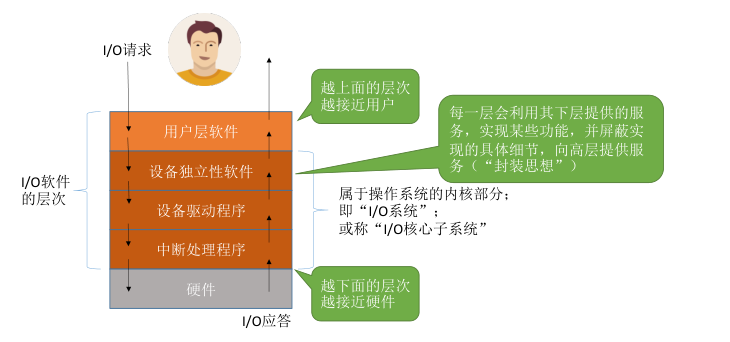 I/O请求
越上面的层次
越接近用户
每一层会利用其下层提供的服
务，实现某些功能，并屏蔽实
现的具体细节，向高层提供服
务（“封装思想”）
用户层软件
设备独立性软件
I/O软件
的层次
设备驱动程序
属于操作系统的内核部分；
即“I/O系统”；
或称“I/O核心子系统”
中断处理程序
硬件
越下面的层次
越接近硬件
I/O应答